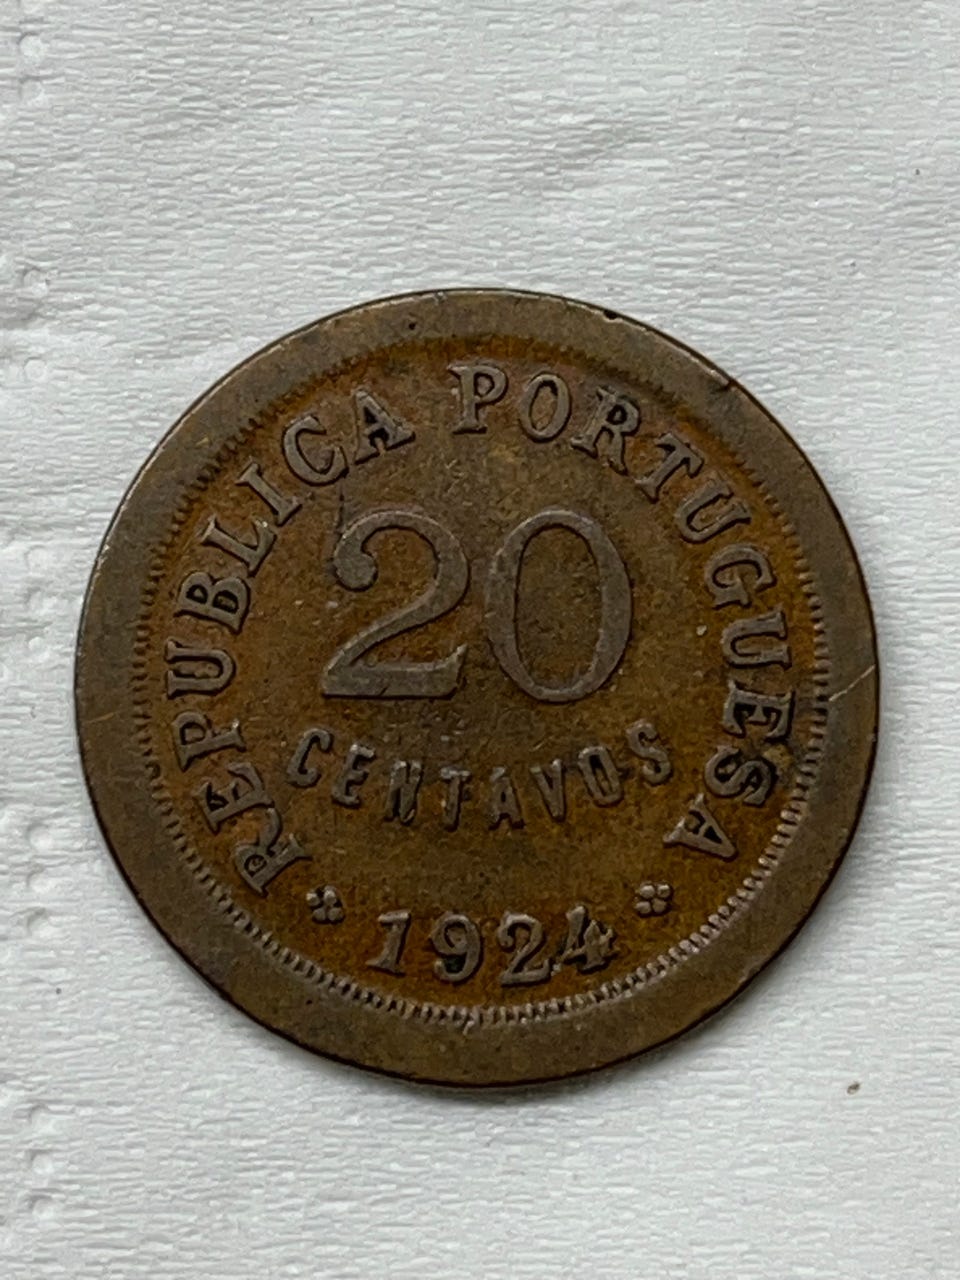 REPUBLICA PORTUGUESA
20
CENTAVOS
1924